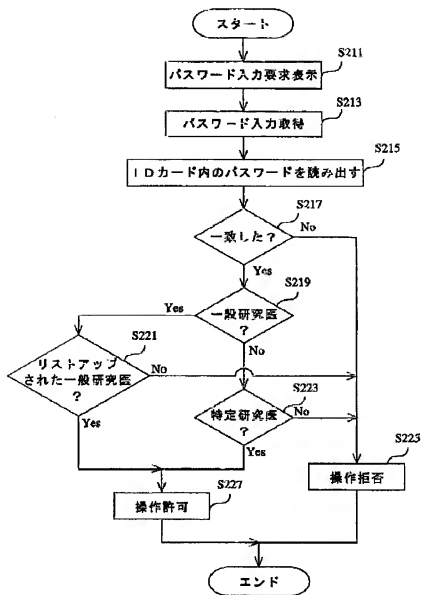 スタート
S211
パスワード入力要求表示
S213
パスワード入力取得
S215
IDカード内のパスワードを読み出す
S217
一致した?
No
Yes
S219
Yes
一般研究医
?
No
S221
リストアップ
された一般研究医
?
No
Yes
S223
特定研究医
?
No
Yes
S225
操作拒否
S227
操作許可
エンド